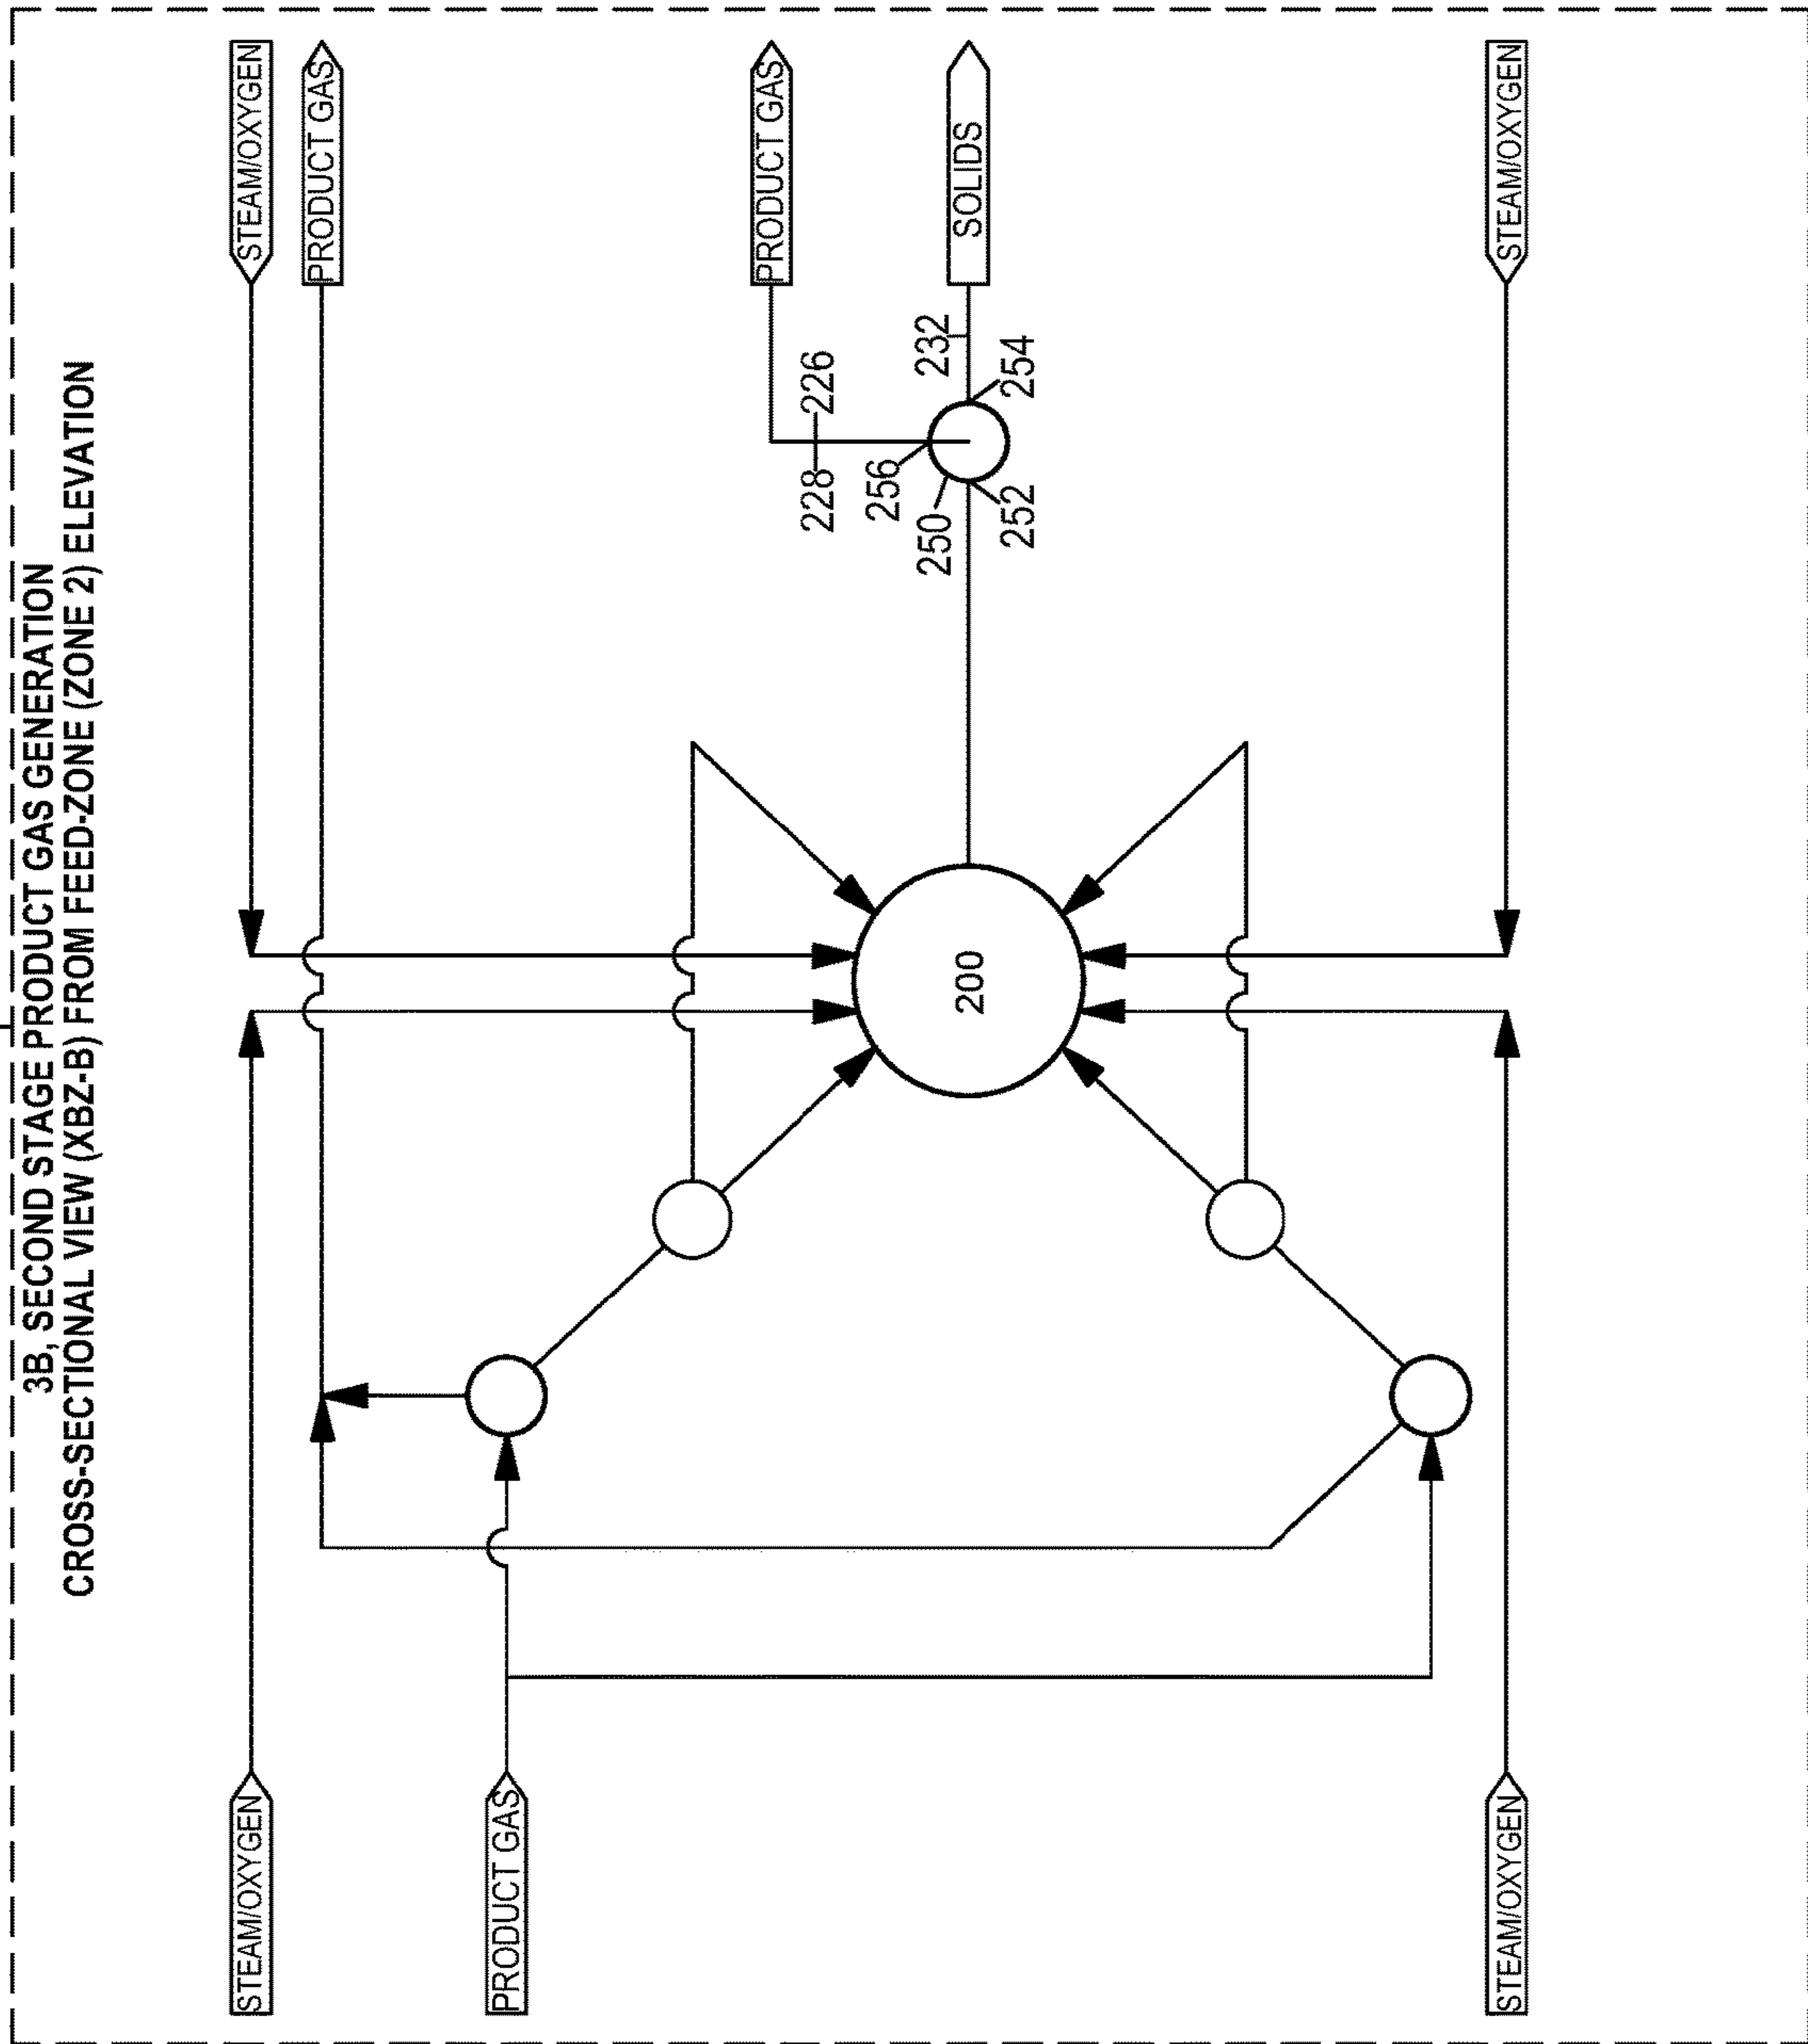 3B, SECOND STAGE PRODUCT GAS GENERATION
CROSS-SECTIONAL VIEW (XBZ-B) FROM FEED-ZONE (ZONE 2) ELEVATION
STEAM/OXYGEN
STEAM/OXYGEN
PRODUCT GAS
PRODUCT GAS
PRODUCT GAS
228
226
256
250
232
200
SOLIDS
252
254
STEAM/OXYGEN
STEAM/OXYGEN